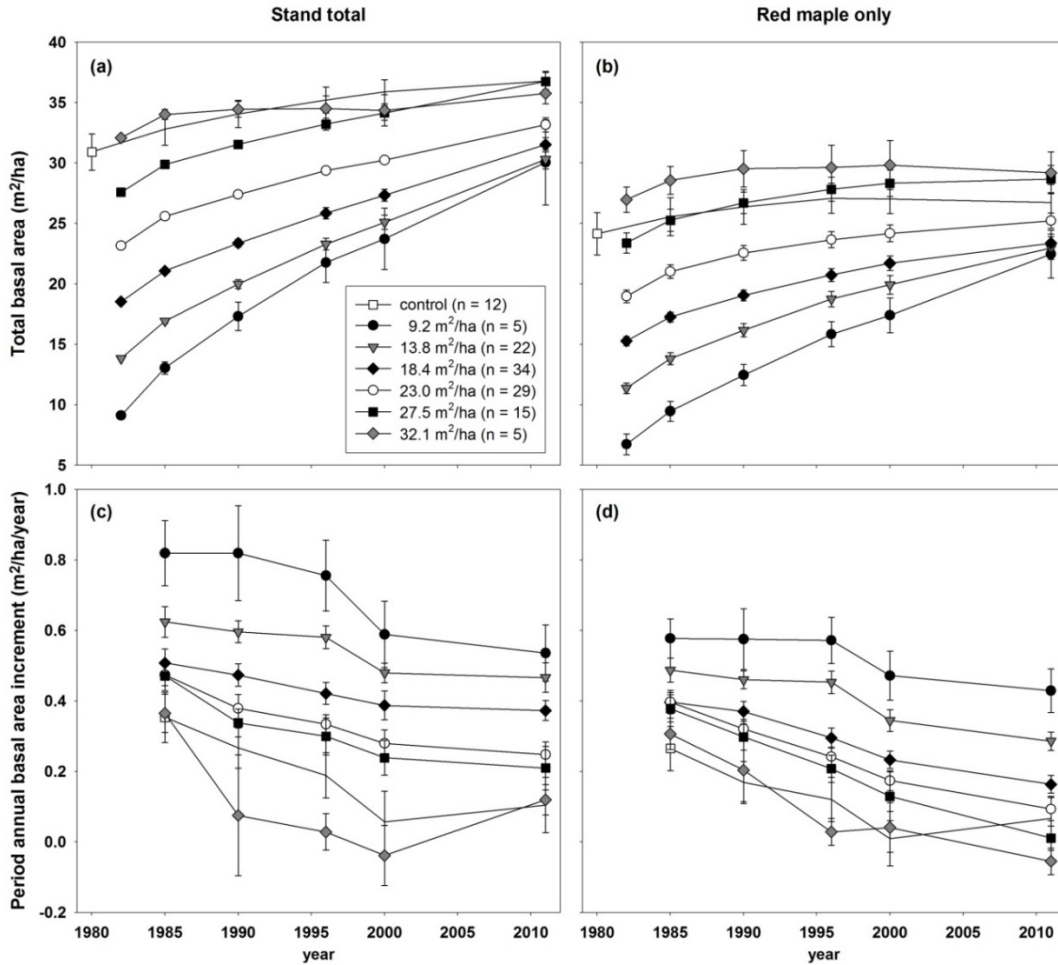 Stand total
Red maple only
Total basal area (m²/ha)
40
35
30
25
20
15
10
5
(a)
control (n = 12)
9.2 m²/ha (n = 5)
13.8 m²/ha (n = 22)
18.4 m²/ha (n = 34)
23.0 m²/ha (n = 29)
27.5 m²/ha (n = 15)
32.1 m²/ha (n = 5)
(b)
Period annual basal area increment (m²/ha/year)
1.0
0.8
0.6
0.4
0.2
0.0
-0.2
(c)
(d)
1980 1985 1990 1995 2000 2005 2010
year
1980 1985 1990 1995 2000 2005 2010
year